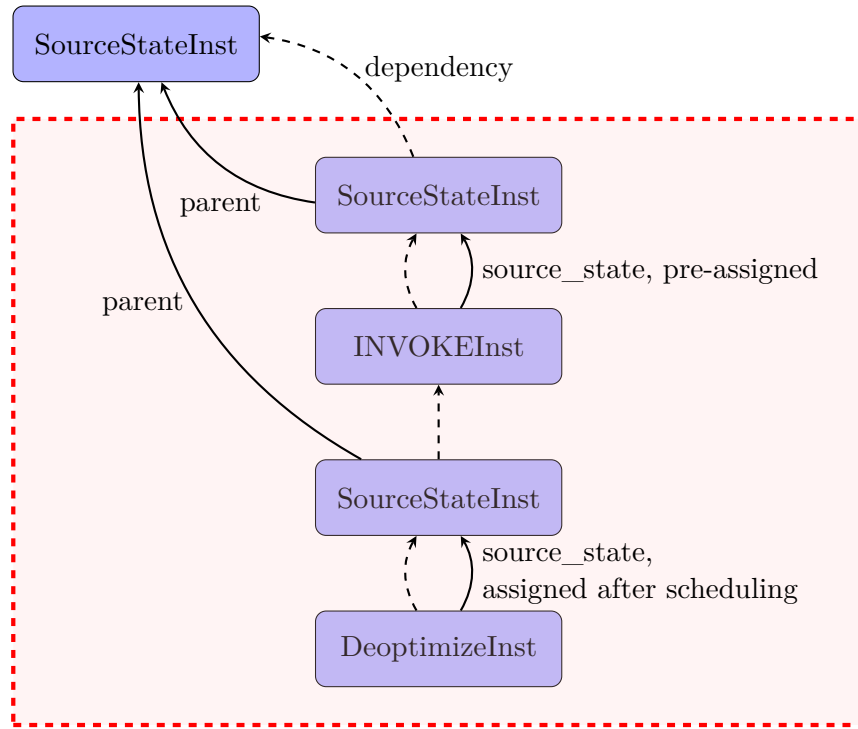 SourceStateInst
dependency
SourceStateInst
parent
source_state, pre-assigned
parent
INVOKEInst
SourceStateInst
source_state,
assigned after scheduling
DeoptimizeInst